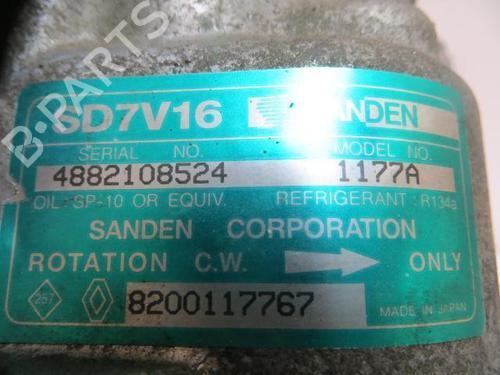 B-PARTS
SD7V16 SANDEN
SERIAL NO. MODEL NO.
4882108524 1177A
OIL: SP-10 OR EQUIV. REFRIGERANT: R134a
SANDEN CORPORATION
ROTATION C.W. ONLY
257 8200117767 MADE IN JAPAN